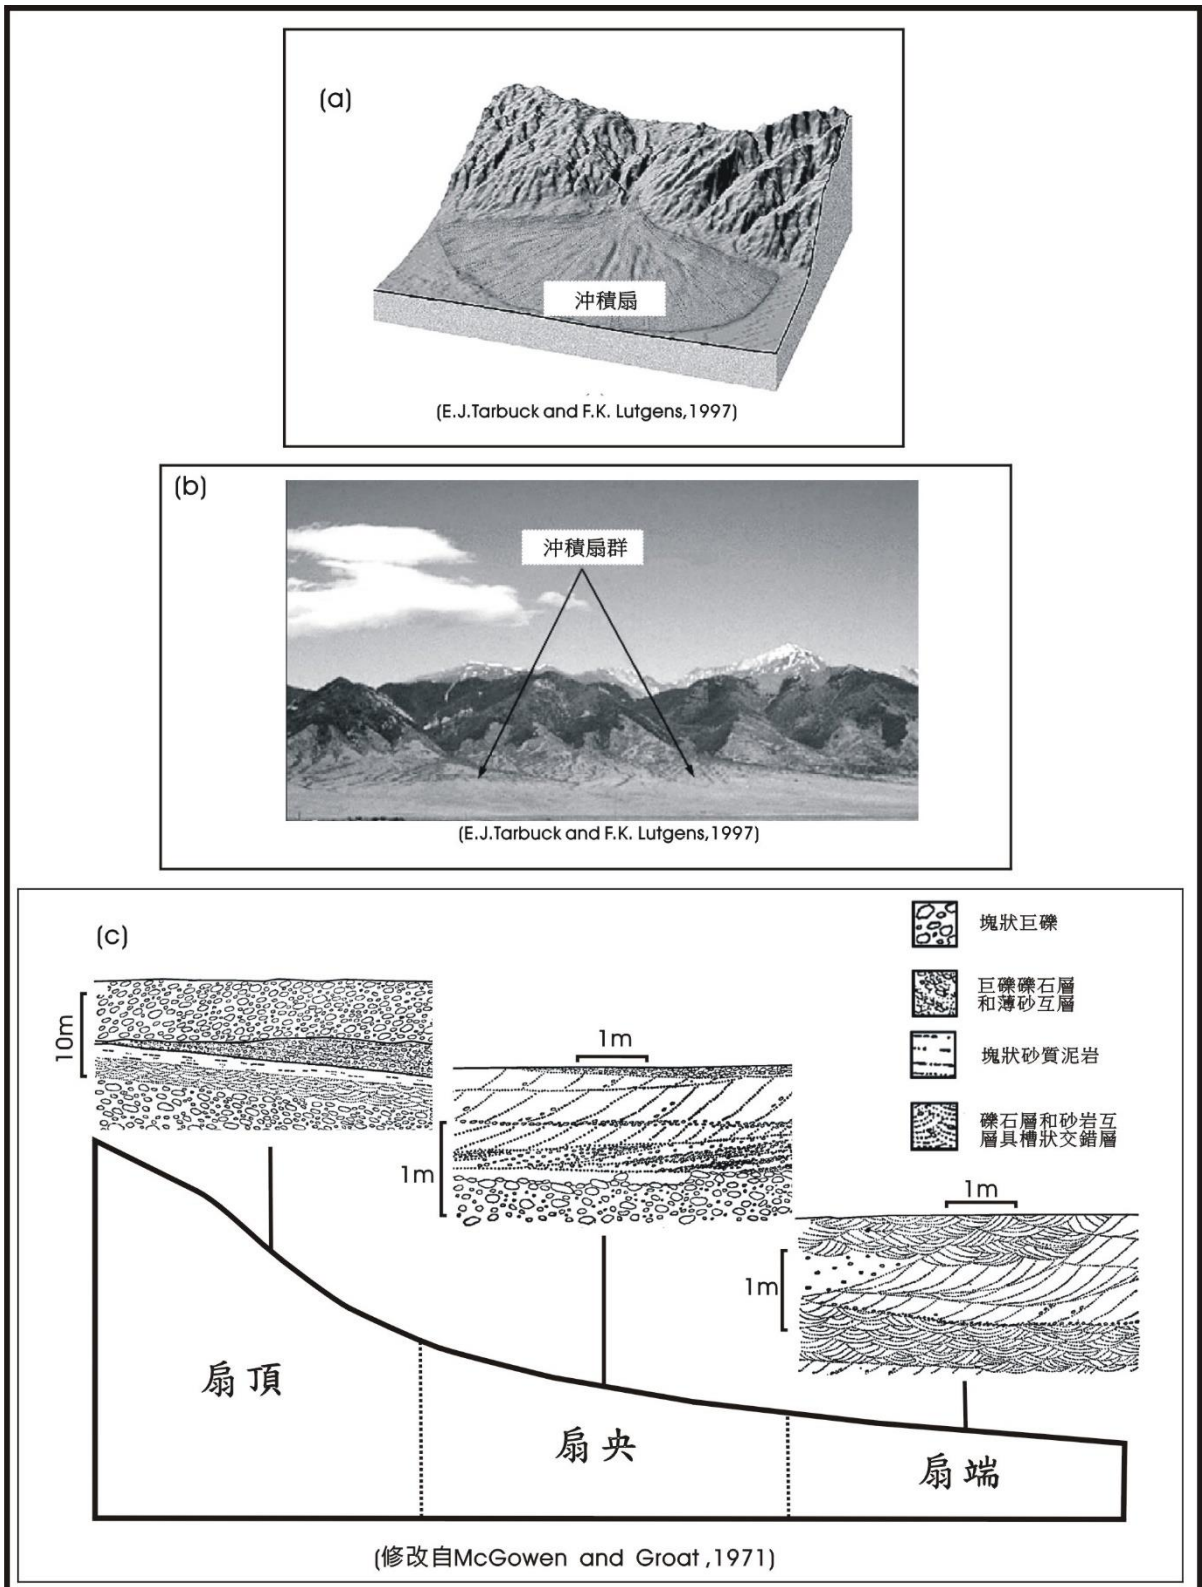 (a)
沖積扇
(E.J.Tarbuck and F.K. Lutgens,1997)
(b)
沖積扇群
(E.J.Tarbuck and F.K. Lutgens,1997)
(c)
塊狀巨礫
巨礫礫石層
和薄砂互層
塊狀砂質泥岩
礫石層和砂岩互
層具槽狀交錯層
10m
1m
1m
1m
1m
扇頂
扇央
扇端
(修改自McGowen and Groat ,1971)